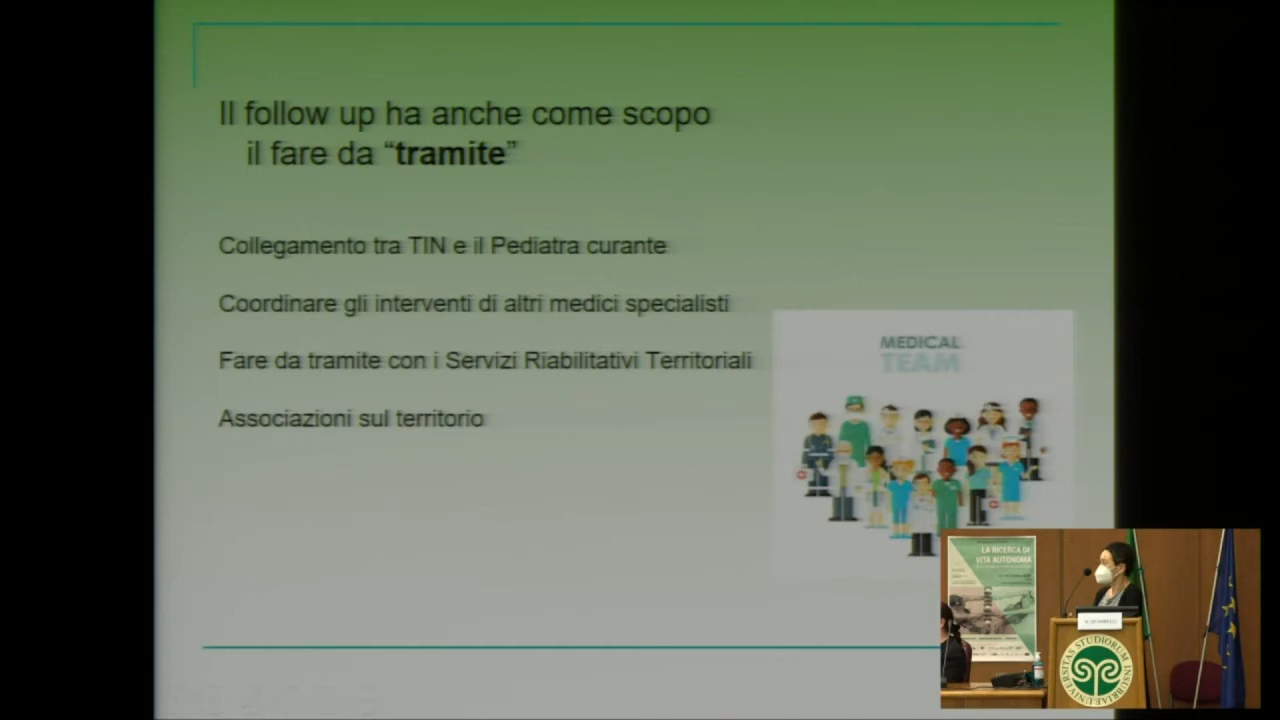 Il follow up ha anche come scopo
il fare da “tramite”
Collegamento tra TIN e il Pediatra curante
Coordinare gli interventi di altri medici specialisti
Fare da tramite con i Servizi Riabilitativi Territoriali
Associazioni sul territorio
MEDICAL
TEAM
LA RICERCA DI
VITA AUTONOMA
UNIVERSITAS STUDIORUM INSUBRIAE